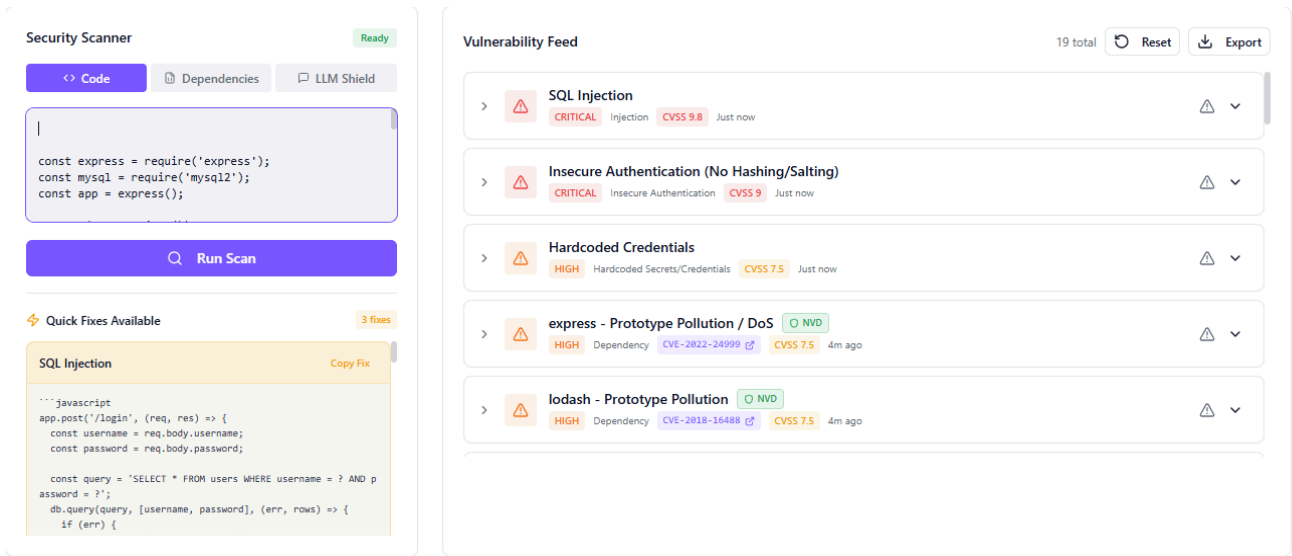 Security Scanner
Ready
<> Code
Dependencies
LLM Shield
const express = require('express');
const mysql = require('mysql2');
const app = express();
Run Scan
Quick Fixes Available
3 fixes
SQL Injection
Copy Fix
```javascript
app.post('/login', (req, res) => {
  const username = req.body.username;
  const password = req.body.password;
  const query = 'SELECT * FROM users WHERE username = ? AND p
assword = ?';
  db.query(query, [username, password], (err, rows) => {
    if (err) {
Vulnerability Feed
19 total
Reset
Export
SQL Injection
CRITICAL Injection CVSS 9.8 Just now
Insecure Authentication (No Hashing/Salting)
CRITICAL Insecure Authentication CVSS 9 Just now
Hardcoded Credentials
HIGH Hardcoded Secrets/Credentials CVSS 7.5 Just now
express - Prototype Pollution / DoS NVD
HIGH Dependency CVE-2022-24999 CVSS 7.5 4m ago
lodash - Prototype Pollution NVD
HIGH Dependency CVE-2018-16488 CVSS 7.5 4m ago